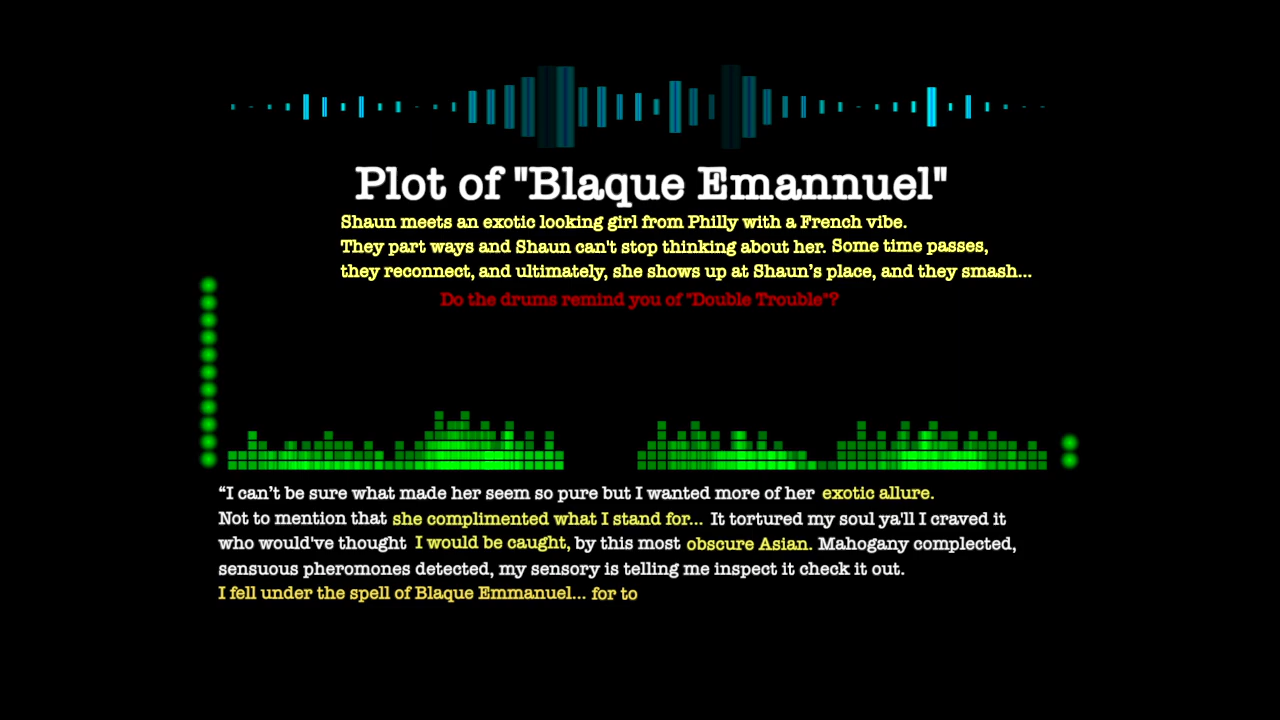 Plot of "Blaque Emannuel"
Shaun meets an exotic looking girl from Philly with a French vibe.
They part ways and Shaun can't stop thinking about her. Some time passes,
they reconnect, and ultimately, she shows up at Shaun’s place, and they smash...
Do the drums remind you of "Double Trouble"?
“I can’t be sure what made her seem so pure but I wanted more of her exotic allure.
Not to mention that she complimented what I stand for... It tortured my soul ya'll I craved it
who would've thought I would be caught, by this most obscure Asian. Mahogany complected,
sensuous pheromones detected, my sensory is telling me inspect it check it out.
I fell under the spell of Blaque Emmanuel... for to